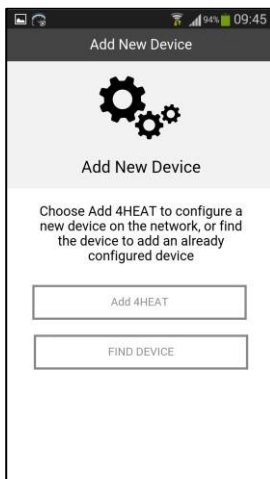 94% 09:45
Add New Device
Add New Device
Choose Add 4HEAT to configure a
new device on the network, or find
the device to add an already
configured device
Add 4HEAT
FIND DEVICE